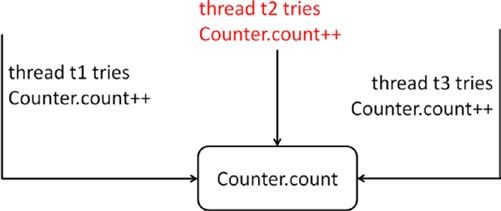 thread t2 tries
Counter.count++
thread t1 tries
Counter.count++
thread t3 tries
Counter.count++
Counter.count